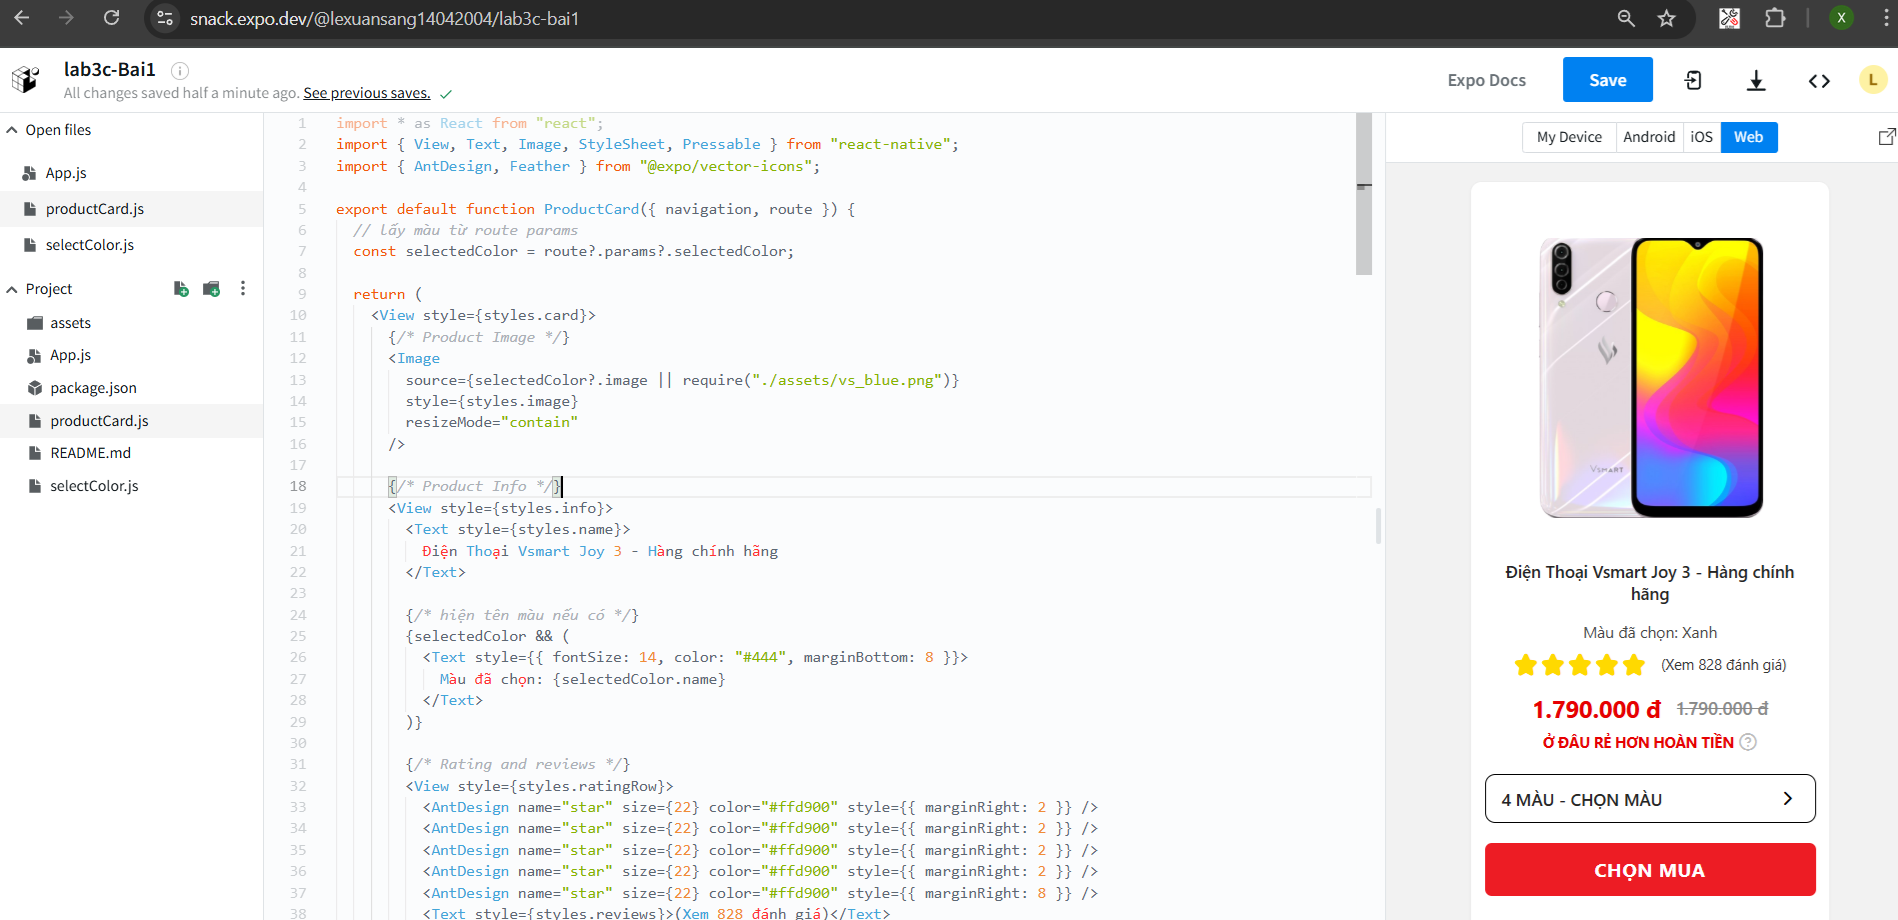 snack.expo.dev/@lexuansang14042004/lab3c-bai1
X
lab3c-Bai1
All changes saved half a minute ago. See previous saves.
Expo Docs
Save
L
Open files
App.js
productCard.js
selectColor.js
Project
assets
App.js
package.json
productCard.js
README.md
selectColor.js
1 import * as React from "react";
2 import { View, Text, Image, StyleSheet, Pressable } from "react-native";
3 import { AntDesign, Feather } from "@expo/vector-icons";
4
5 export default function ProductCard({ navigation, route }) {
6 // lấy màu từ route params
7 const selectedColor = route?.params?.selectedColor;
8
9 return (
10 <View style={styles.card}>
11 {/* Product Image */}
12 <Image
13 source={selectedColor?.image || require("./assets/vs_blue.png")}
14 style={styles.image}
15 resizeMode="contain"
16 />
17
18 {/* Product Info */}
19 <View style={styles.info}>
20 <Text style={styles.name}>
21 Điện Thoại Vsmart Joy 3 - Hàng chính hãng
22 </Text>
23
24 {/* hiện tên màu nếu có */}
25 {selectedColor && (
26 <Text style={{ fontSize: 14, color: "#444", marginBottom: 8 }}>
27 Màu đã chọn: {selectedColor.name}
28 </Text>
29 )}
30
31 {/* Rating and reviews */}
32 <View style={styles.ratingRow}>
33 <AntDesign name="star" size={22} color="#ffd900" style={{ marginRight: 2 }} />
34 <AntDesign name="star" size={22} color="#ffd900" style={{ marginRight: 2 }} />
35 <AntDesign name="star" size={22} color="#ffd900" style={{ marginRight: 2 }} />
36 <AntDesign name="star" size={22} color="#ffd900" style={{ marginRight: 2 }} />
37 <AntDesign name="star" size={22} color="#ffd900" style={{ marginRight: 8 }} />
38 <Text style={styles.reviews}>(Xem 828 đánh giá)</Text>
My Device Android iOS Web
VSMART
Điện Thoại Vsmart Joy 3 - Hàng chính
hãng
Màu đã chọn: Xanh
(Xem 828 đánh giá)
1.790.000 đ 1.790.000 đ
Ở ĐÂU RẺ HƠN HOÀN TIỀN ?
4 MÀU - CHỌN MÀU
CHỌN MUA